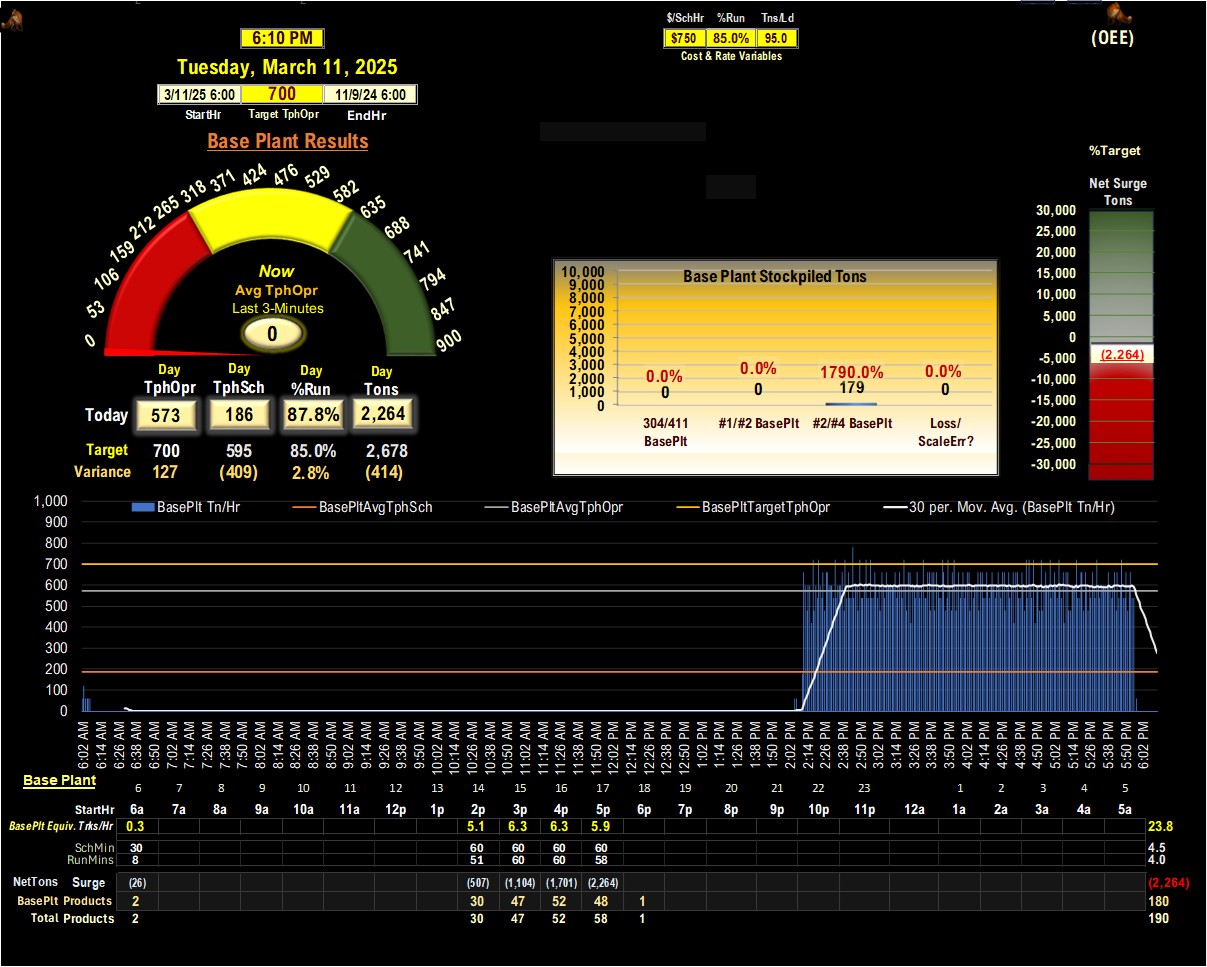 $/SchHr %Run Tns/Ld
6:10 PM
$750 85.0% 95.0
(OEE)
Cost & Rate Variables
Tuesday, March 11, 2025
3/11/25 6:00 700 11/9/24 6:00
StartHr Target TphOpr EndHr
Base Plant Results
%Target
Net Surge
Tons
0 53 106 159 212 265 318 371 424 476 529 582 635 688 741 794 847 900
Now
Avg TphOpr
Last 3-Minutes
0
Day Day Day Day
TphOpr TphSch %Run Tons
Today 573 186 87.8% 2,264
Target 700 595 85.0% 2,678
Variance 127 (409) 2.8% (414)
Base Plant Stockpiled Tons
10,000
9,000
8,000
7,000
6,000
5,000
4,000
3,000
2,000
1,000
0
0.0% 0.0% 1790.0% 0.0%
0 0 179 0
304/411 BasePlt
#1/#2 BasePlt
#2/#4 BasePlt
Loss/ ScaleErr?
30,000
25,000
20,000
15,000
10,000
5,000
0
-5,000
-10,000
-15,000
-20,000
-25,000
-30,000
(2,264)
BasePlt Tn/Hr BasePltAvgTphSch BasePltAvgTphOpr BasePltTargetTphOpr 30 per. Mov. Avg. (BasePlt Tn/Hr)
1,000
900
800
700
600
500
400
300
200
100
0
6:02 AM 6:14 AM 6:26 AM 6:38 AM 6:50 AM 7:02 AM 7:14 AM 7:26 AM 7:38 AM 7:50 AM 8:02 AM 8:14 AM 8:26 AM 8:38 AM 8:50 AM 9:02 AM 9:14 AM 9:26 AM 9:38 AM 9:50 AM 10:02 AM 10:14 AM 10:26 AM 10:38 AM 10:50 AM 11:02 AM 11:14 AM 11:26 AM 11:38 AM 11:50 AM 12:02 PM 12:14 PM 12:26 PM 12:38 PM 12:50 PM 1:02 PM 1:14 PM 1:26 PM 1:38 PM 1:50 PM 2:02 PM 2:14 PM 2:26 PM 2:38 PM 2:50 PM 3:02 PM 3:14 PM 3:26 PM 3:38 PM 3:50 PM 4:02 PM 4:14 PM 4:26 PM 4:38 PM 4:50 PM 5:02 PM 5:14 PM 5:26 PM 5:38 PM 5:50 PM 6:02 PM
Base Plant
6 7 8 9 10 11 12 13 14 15 16 17 18 19 20 21 22 23 1 2 3 4 5
StartHr 6a 7a 8a 9a 10a 11a 12p 1p 2p 3p 4p 5p 6p 7p 8p 9p 10p 11p 12a 1a 2a 3a 4a 5a
BasePlt Equiv. Trks/Hr 0.3 5.1 6.3 6.3 5.9 23.8
SchMin 30 60 60 60 60 4.5
RunMins 8 51 60 60 58 4.0
NetTons Surge (26) (507) (1,104) (1,701) (2,264) (2,264)
BasePlt Products 2 30 47 52 48 1 180
Total Products 2 30 47 52 58 1 190